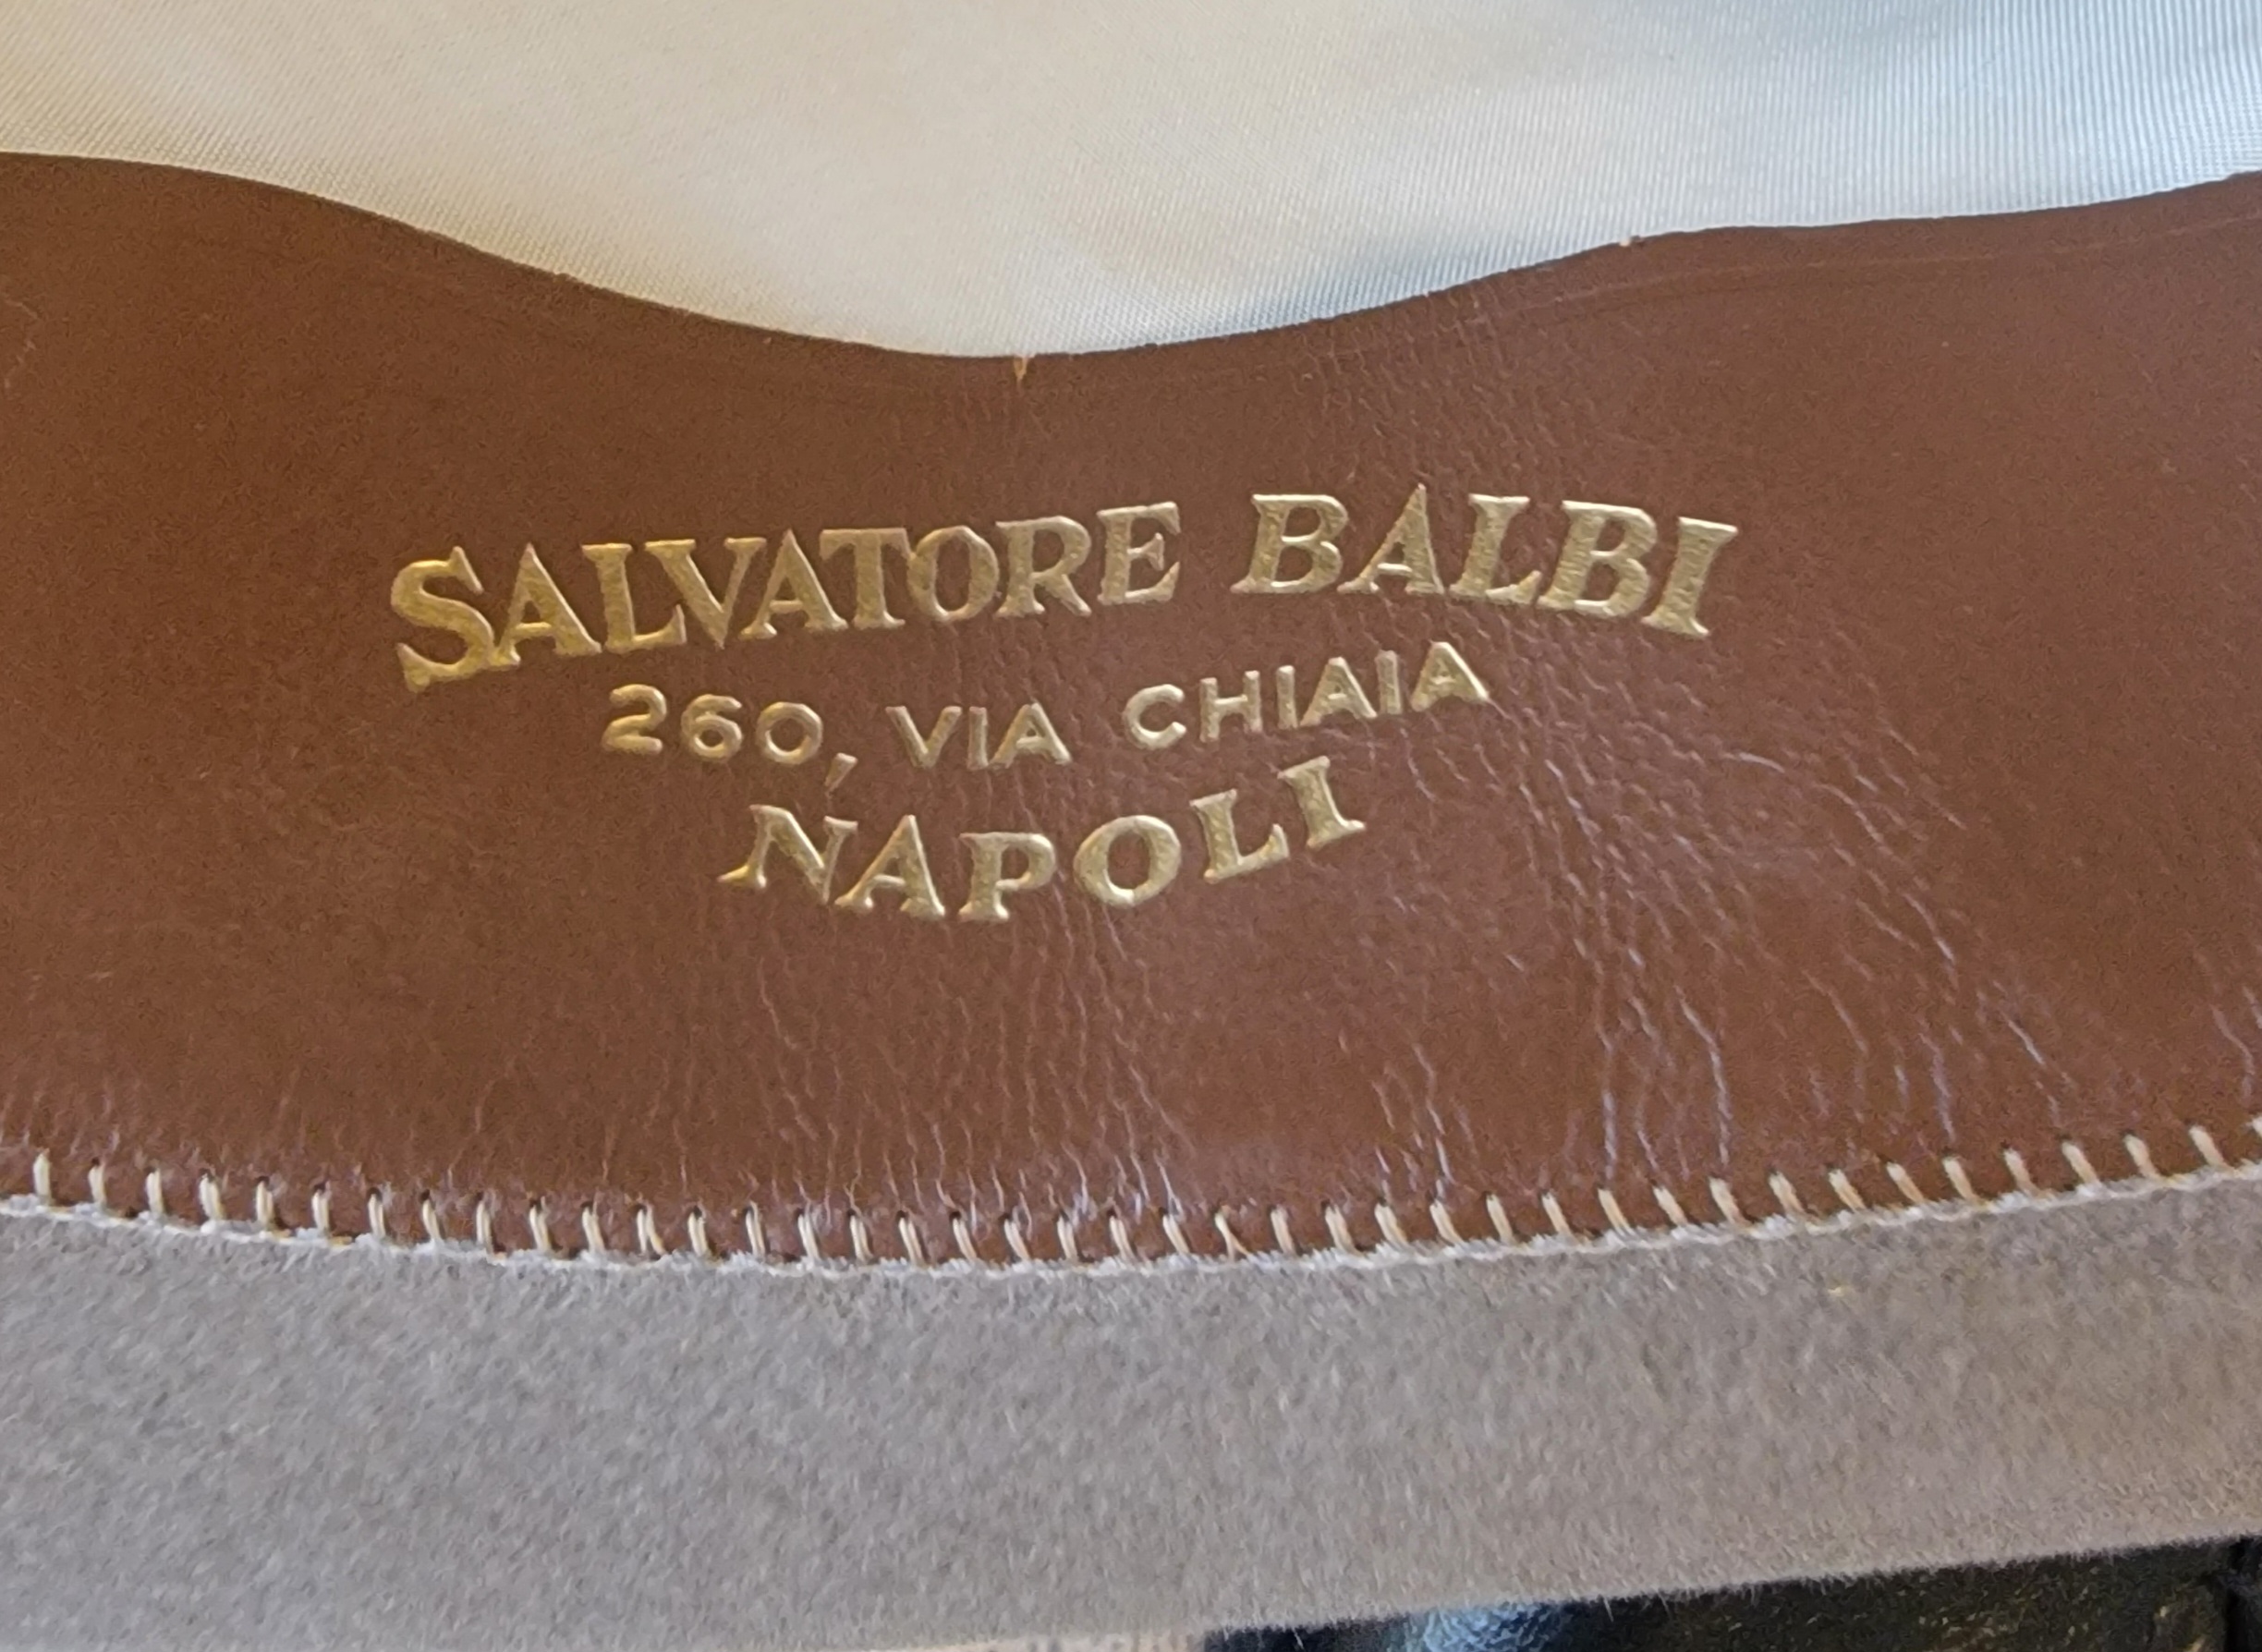 SALVATORE BALBI
260, VIA CHIAIA
NAPOLI